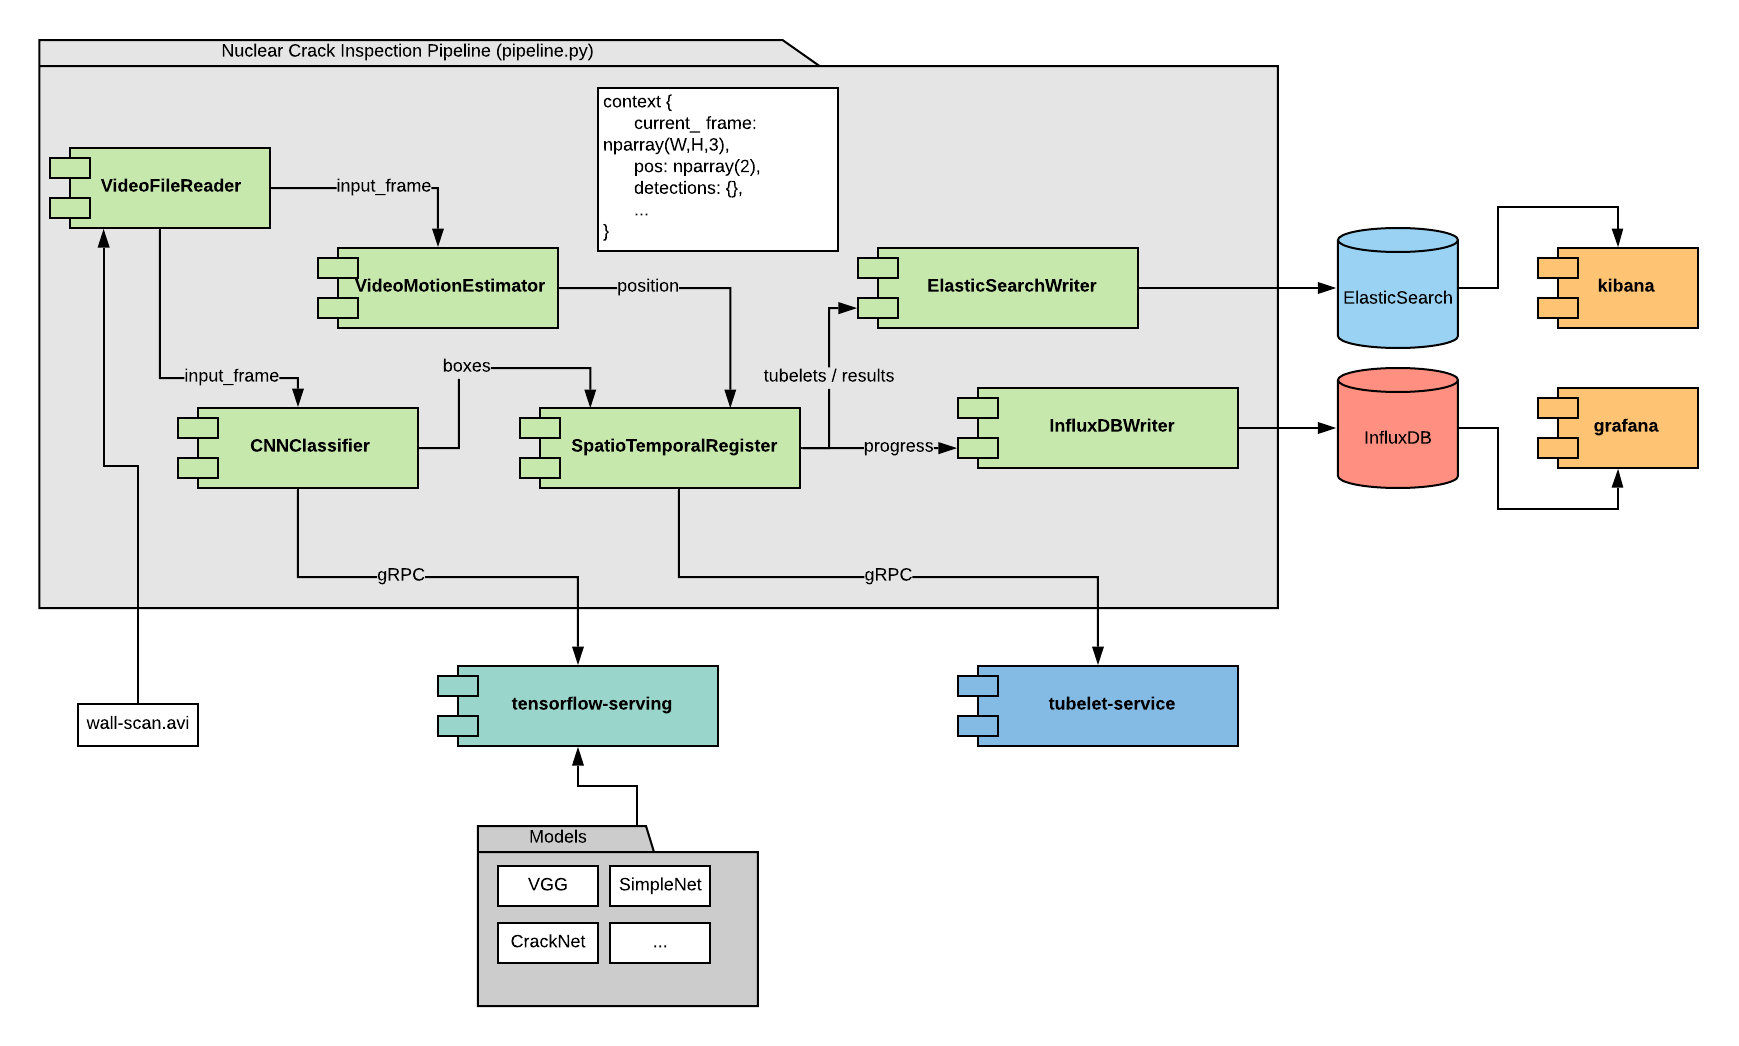 Nuclear Crack Inspection Pipeline (pipeline.py)
context {
current_ frame:
nparray(W,H,3),
pos: nparray(2),
detections: {},
...
}
VideoFileReader
input_frame
VideoMotionEstimator
position
ElasticSearchWriter
ElasticSearch
kibana
input_frame
boxes
tubelets / results
CNNClassifier
SpatioTemporalRegister
progress
InfluxDBWriter
InfluxDB
grafana
gRPC
gRPC
wall-scan.avi
tensorflow-serving
tubelet-service
Models
VGG
SimpleNet
CrackNet
...